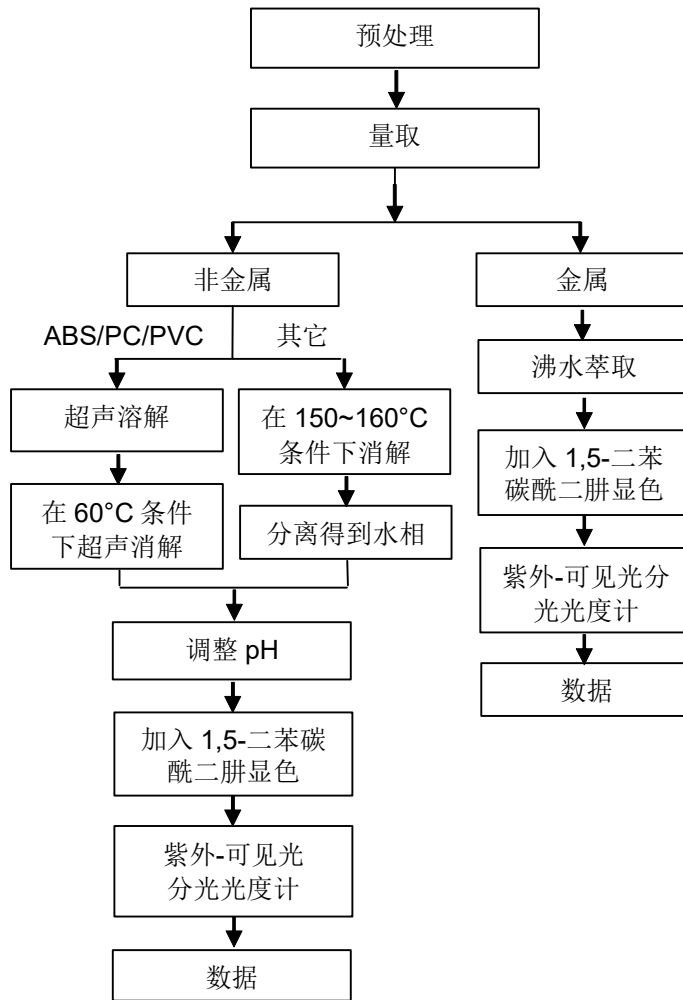 预处理
量取
非金属
金属
ABS/PC/PVC
其它
超声溶解
在 60°C 条件
下超声消解
在 150~160°C
条件下消解
分离得到水相
调整 pH
加入 1,5-二苯碳
酰二肼显色
紫外-可见光
分光光度计
数据
沸水萃取
加入 1,5-二苯
碳酰二肼显色
紫外-可见光分
光光度计
数据